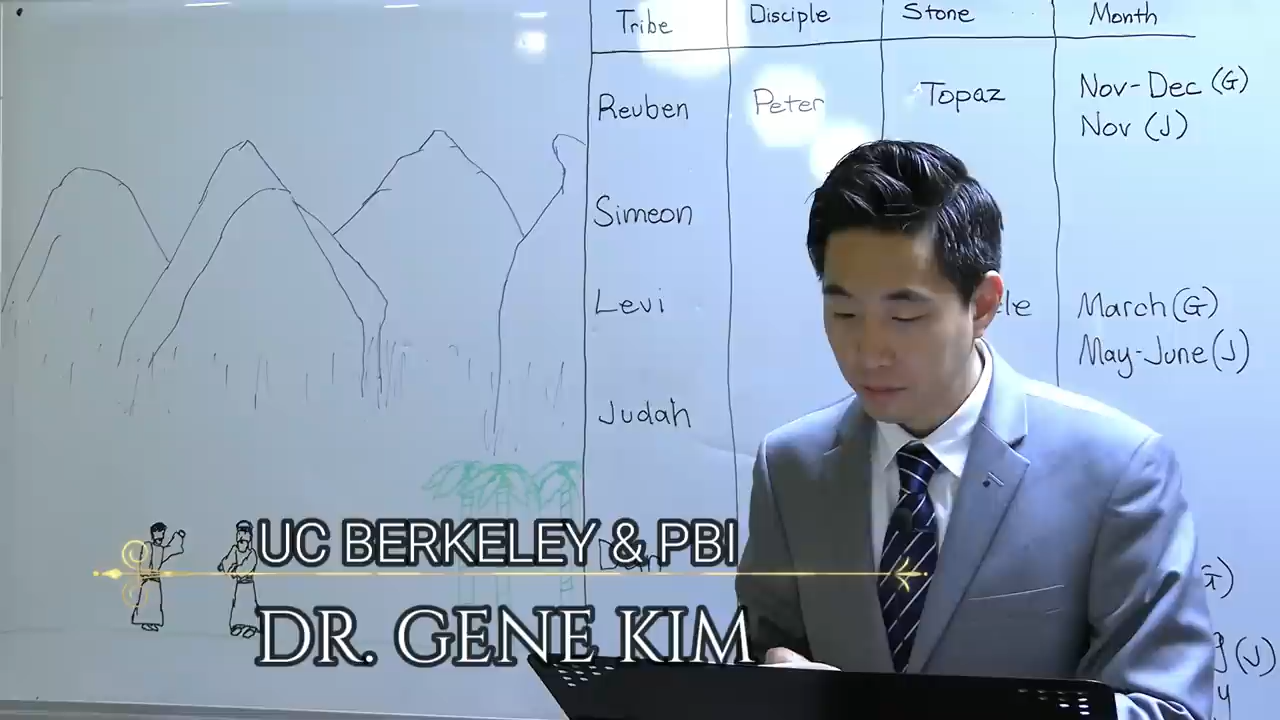 Tribe Disciple Stone Month
Reuben Peter Topaz Nov-Dec (G)
Nov (J)
Simeon
Levi March (G)
May-June (J)
Judah
UC BERKELEY & PBI
DR. GENE KIM
(J)